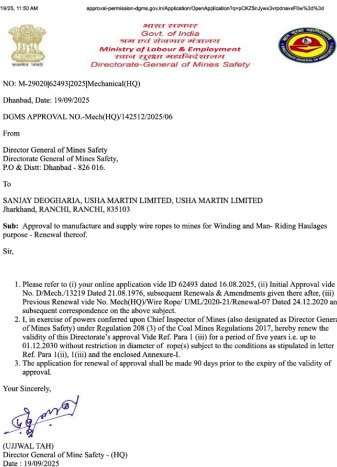 19/25, 11:50 AM approval-permission-dgms.gov.in/Application/OpenApplication?q=pCKZ5nJywx3vrpdnavsFGw%3d%3d
भारत सरकार
Govt. of India
श्रम एवं रोजगार मंत्रालय
Ministry of Labour & Employment
खान सुरक्षा महानिदेशालय
Directorate-General of Mines Safety
NO: M-29020|62493|2025|Mechanical(HQ)
Dhanbad, Date: 19/09/2025
DGMS APPROVAL NO.-Mech(HQ)/142512/2025/06
From
Director General of Mines Safety
Directorate General of Mines Safety,
P.O & Distt: Dhanbad - 826 016.
To
SANJAY DEOGHARIA, USHA MARTIN LIMITED, USHA MARTIN LIMITED
Jharkhand, RANCHI, RANCHI, 835103
Sub: Approval to manufacture and supply wire ropes to mines for Winding and Man- Riding Haulages
purpose - Renewal thereof.
Sir,
1. Please refer to (i) your online application vide ID 62493 dated 16.08.2025, (ii) Initial Approval vide
No. D/Mech./13219 Dated 21.08.1976, subsequent Renewals & Amendments given there after, (iii)
Previous Renewal vide No. Mech(HQ)/Wire Rope/ UML/2020-21/Renewal-07 Dated 24.12.2020 an
subsequent correspondence on the above subject.
2. I, in exercise of powers conferred upon Chief Inspector of Mines (also designated as Director Genera
of Mines Safety) under Regulation 208 (3) of the Coal Mines Regulations 2017, hereby renew the
validity of this Directorate's approval Vide Ref. Para 1 (iii) for a period of five years i.e. up to
01.12.2030 without restriction in diameter of rope(s) subject to the conditions as stipulated in letter
Ref. Para 1(ii), 1(iii) and the enclosed Annexure-I.
3. The application for renewal of approval shall be made 90 days prior to the expiry of the validity of
approval.
Your Sincerely,
(UJJWAL TAH)
Director General of Mine Safety - (HQ)
Date : 19/09/2025